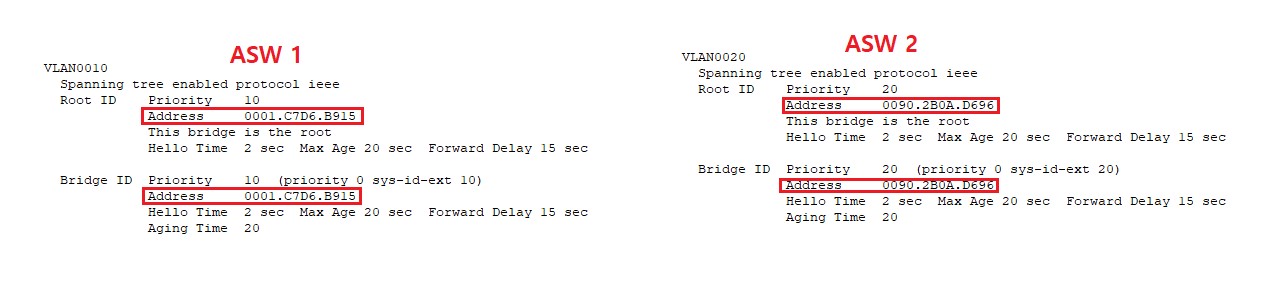 ASW 1
VLAN0010
Spanning tree enabled protocol ieee
Root ID Priority 10
Address 0001.C7D6.B915
This bridge is the root
Hello Time 2 sec Max Age 20 sec Forward Delay 15 sec
Bridge ID Priority 10 (priority 0 sys-id-ext 10)
Address 0001.C7D6.B915
Hello Time 2 sec Max Age 20 sec Forward Delay 15 sec
Aging Time 20
ASW 2
VLAN0020
Spanning tree enabled protocol ieee
Root ID Priority 20
Address 0090.2B0A.D696
This bridge is the root
Hello Time 2 sec Max Age 20 sec Forward Delay 15 sec
Bridge ID Priority 20 (priority 0 sys-id-ext 20)
Address 0090.2B0A.D696
Hello Time 2 sec Max Age 20 sec Forward Delay 15 sec
Aging Time 20